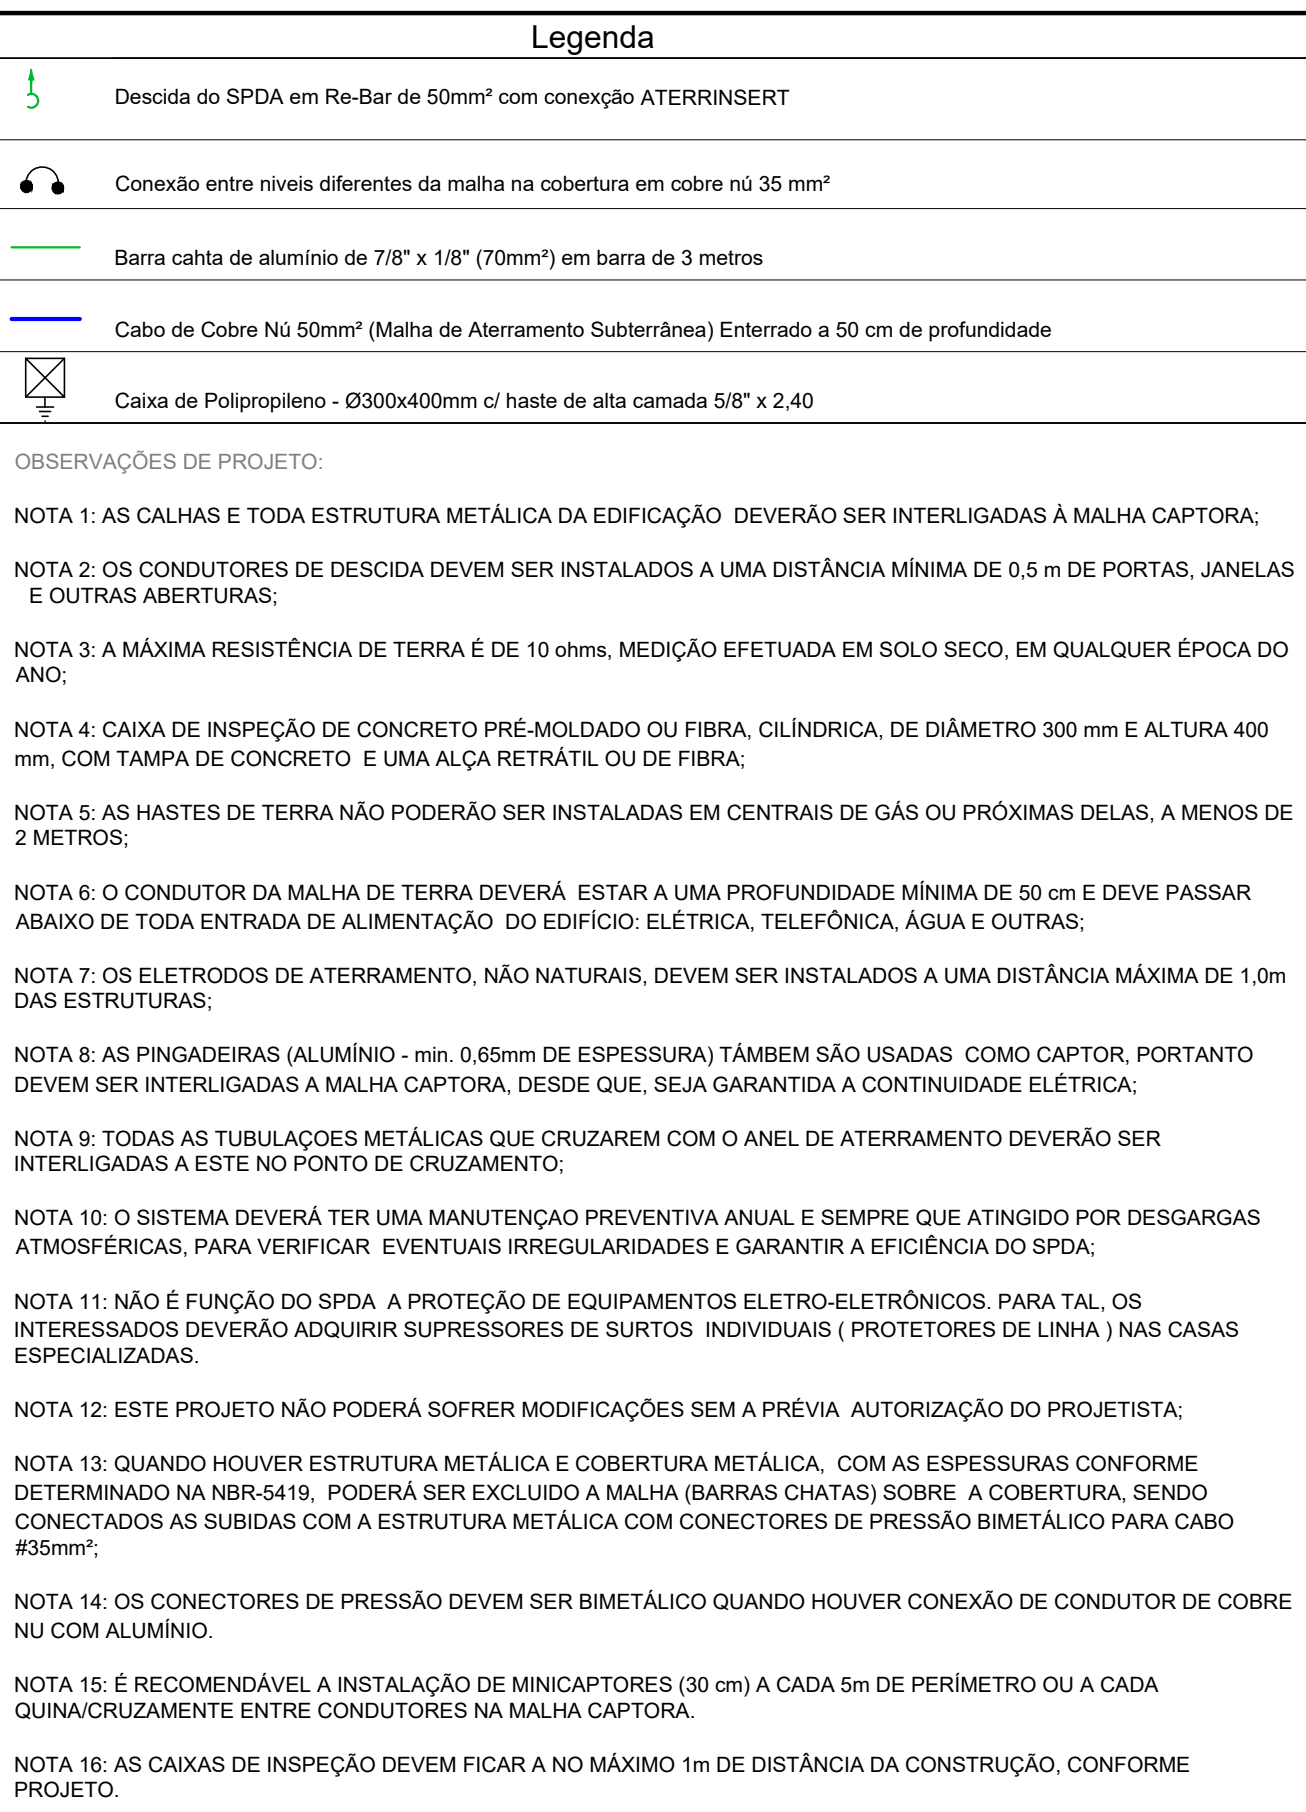 Legenda
Descida do SPDA em Re-Bar de 50mm² com conexção ATERRINSERT
Conexão entre niveis diferentes da malha na cobertura em cobre nú 35 mm²
Barra cahta de alumínio de 7/8" x 1/8" (70mm²) em barra de 3 metros
Cabo de Cobre Nú 50mm² (Malha de Aterramento Subterrânea) Enterrado a 50 cm de profundidade
Caixa de Polipropileno - Ø300x400mm c/ haste de alta camada 5/8" x 2,40
OBSERVAÇÕES DE PROJETO:
NOTA 1: AS CALHAS E TODA ESTRUTURA METÁLICA DA EDIFICAÇÃO DEVERÃO SER INTERLIGADAS À MALHA CAPTORA;
NOTA 2: OS CONDUTORES DE DESCIDA DEVEM SER INSTALADOS A UMA DISTÂNCIA MÍNIMA DE 0,5 m DE PORTAS, JANELAS
E OUTRAS ABERTURAS;
NOTA 3: A MÁXIMA RESISTÊNCIA DE TERRA É DE 10 ohms, MEDIÇÃO EFETUADA EM SOLO SECO, EM QUALQUER ÉPOCA DO
ANO;
NOTA 4: CAIXA DE INSPEÇÃO DE CONCRETO PRÉ-MOLDADO OU FIBRA, CILÍNDRICA, DE DIÂMETRO 300 mm E ALTURA 400
mm, COM TAMPA DE CONCRETO E UMA ALÇA RETRÁTIL OU DE FIBRA;
NOTA 5: AS HASTES DE TERRA NÃO PODERÃO SER INSTALADAS EM CENTRAIS DE GÁS OU PRÓXIMAS DELAS, A MENOS DE
2 METROS;
NOTA 6: O CONDUTOR DA MALHA DE TERRA DEVERÁ ESTAR A UMA PROFUNDIDADE MÍNIMA DE 50 cm E DEVE PASSAR
ABAIXO DE TODA ENTRADA DE ALIMENTAÇÃO DO EDIFÍCIO: ELÉTRICA, TELEFÔNICA, ÁGUA E OUTRAS;
NOTA 7: OS ELETRODOS DE ATERRAMENTO, NÃO NATURAIS, DEVEM SER INSTALADOS A UMA DISTÂNCIA MÁXIMA DE 1,0m
DAS ESTRUTURAS;
NOTA 8: AS PINGADEIRAS (ALUMÍNIO - min. 0,65mm DE ESPESSURA) TÁMBEM SÃO USADAS COMO CAPTOR, PORTANTO
DEVEM SER INTERLIGADAS A MALHA CAPTORA, DESDE QUE, SEJA GARANTIDA A CONTINUIDADE ELÉTRICA;
NOTA 9: TODAS AS TUBULAÇOES METÁLICAS QUE CRUZAREM COM O ANEL DE ATERRAMENTO DEVERÃO SER
INTERLIGADAS A ESTE NO PONTO DE CRUZAMENTO;
NOTA 10: O SISTEMA DEVERÁ TER UMA MANUTENÇAO PREVENTIVA ANUAL E SEMPRE QUE ATINGIDO POR DESGARGAS
ATMOSFÉRICAS, PARA VERIFICAR EVENTUAIS IRREGULARIDADES E GARANTIR A EFICIÊNCIA DO SPDA;
NOTA 11: NÃO É FUNÇÃO DO SPDA A PROTEÇÃO DE EQUIPAMENTOS ELETRO-ELETRÔNICOS. PARA TAL, OS
INTERESSADOS DEVERÃO ADQUIRIR SUPRESSORES DE SURTOS INDIVIDUAIS ( PROTETORES DE LINHA ) NAS CASAS
ESPECIALIZADAS.
NOTA 12: ESTE PROJETO NÃO PODERÁ SOFRER MODIFICAÇÕES SEM A PRÉVIA AUTORIZAÇÃO DO PROJETISTA;
NOTA 13: QUANDO HOUVER ESTRUTURA METÁLICA E COBERTURA METÁLICA, COM AS ESPESSURAS CONFORME
DETERMINADO NA NBR-5419, PODERÁ SER EXCLUIDO A MALHA (BARRAS CHATAS) SOBRE A COBERTURA, SENDO
CONECTADOS AS SUBIDAS COM A ESTRUTURA METÁLICA COM CONECTORES DE PRESSÃO BIMETÁLICO PARA CABO
#35mm²;
NOTA 14: OS CONECTORES DE PRESSÃO DEVEM SER BIMETÁLICO QUANDO HOUVER CONEXÃO DE CONDUTOR DE COBRE
NU COM ALUMÍNIO.
NOTA 15: É RECOMENDÁVEL A INSTALAÇÃO DE MINICAPTORES (30 cm) A CADA 5m DE PERÍMETRO OU A CADA
QUINA/CRUZAMENTE ENTRE CONDUTORES NA MALHA CAPTORA.
NOTA 16: AS CAIXAS DE INSPEÇÃO DEVEM FICAR A NO MÁXIMO 1m DE DISTÂNCIA DA CONSTRUÇÃO, CONFORME
PROJETO.